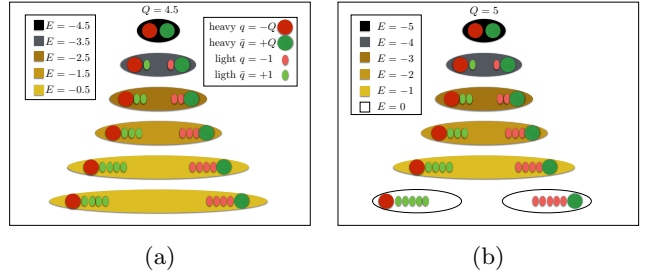 Q = 4.5
E = −4.5
E = −3.5
E = −2.5
E = −1.5
E = −0.5
heavy q = −Q
heavy q̄ = +Q
light q = −1
ligth q̄ = +1
(a)
Q = 5
E = −5
E = −4
E = −3
E = −2
E = −1
E = 0
(b)